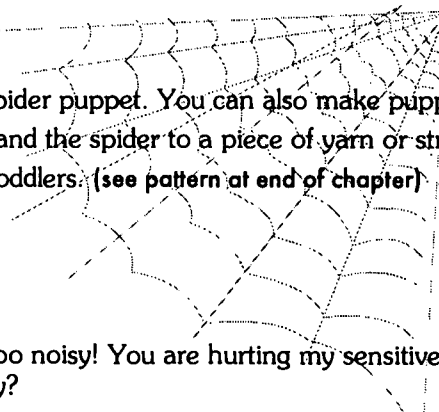 pider puppet. You can also make pupp
and the spider to a piece of yarn or str
oddlers. (see pattern at end of chapter)
oo noisy! You are hurting my sensitive
y?